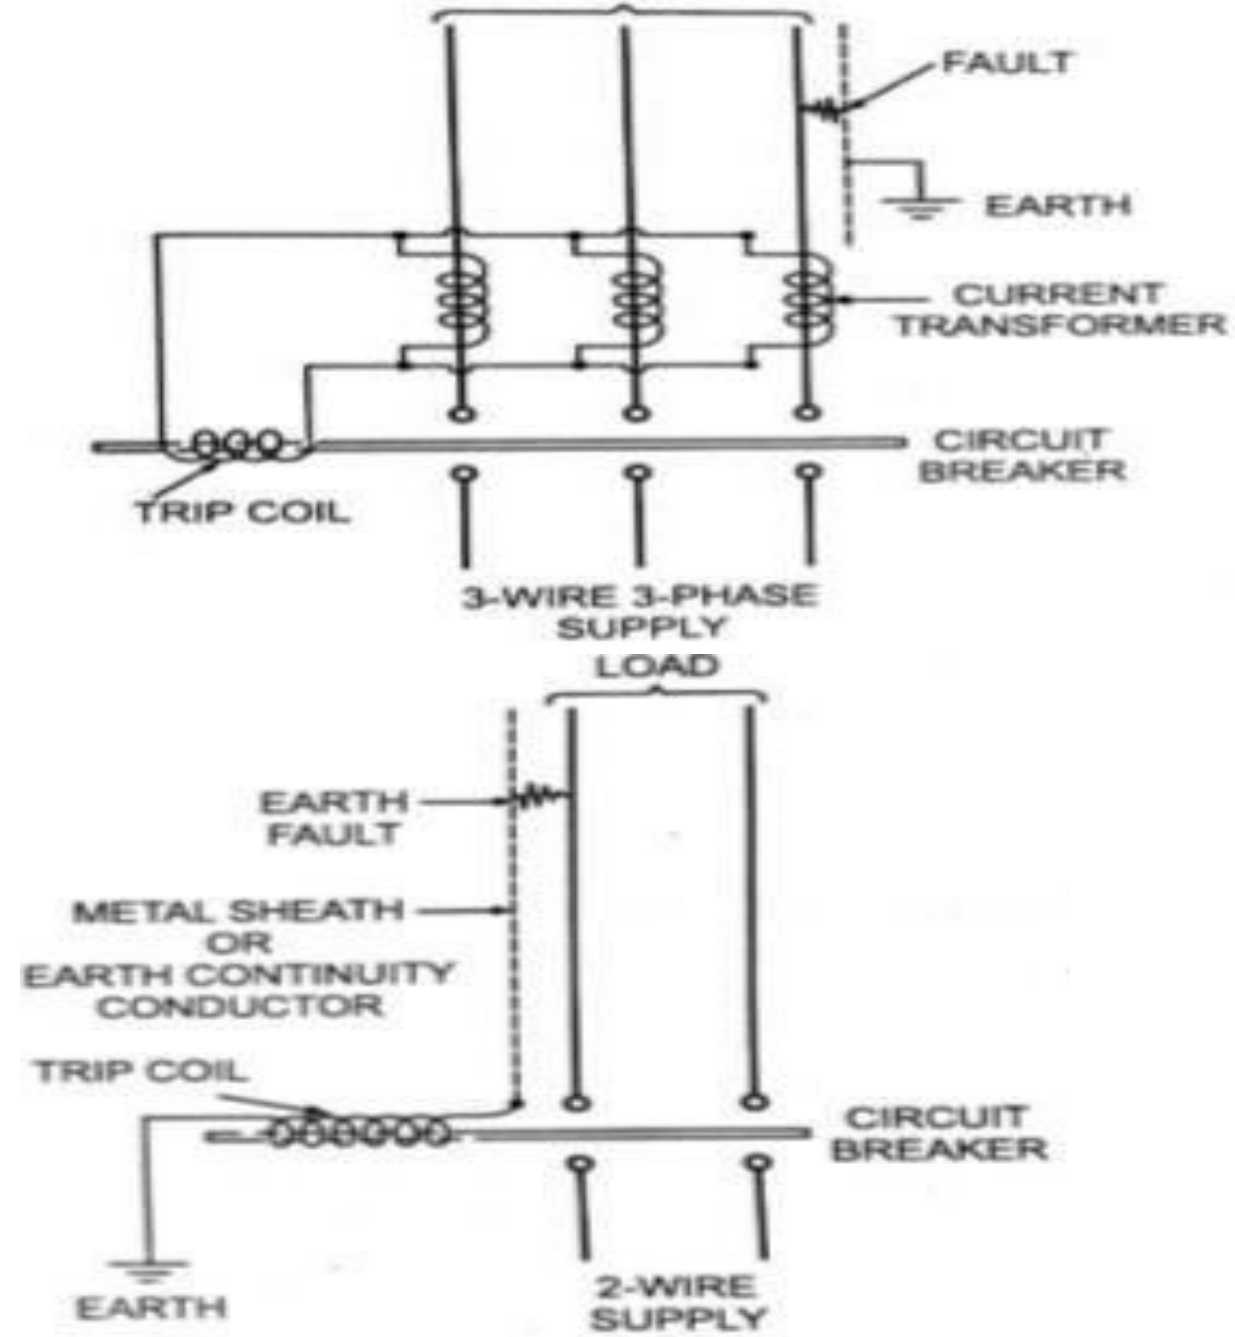 FAULT
EARTH
CURRENT
TRANSFORMER
CIRCUIT
BREAKER
TRIP COIL
3-WIRE 3-PHASE
SUPPLY
LOAD
EARTH
FAULT
METAL SHEATH
OR
EARTH CONTINUITY
CONDUCTOR
TRIP COIL
CIRCUIT
BREAKER
EARTH
2-WIRE
SUPPLY